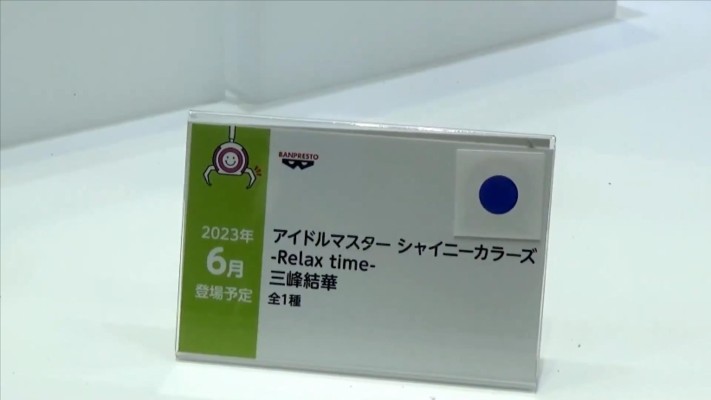 BANPRESTO
2023年
6月
登場予定
アイドルマスター シャイニーカラーズ
-Relax time-
三峰結華
全1種